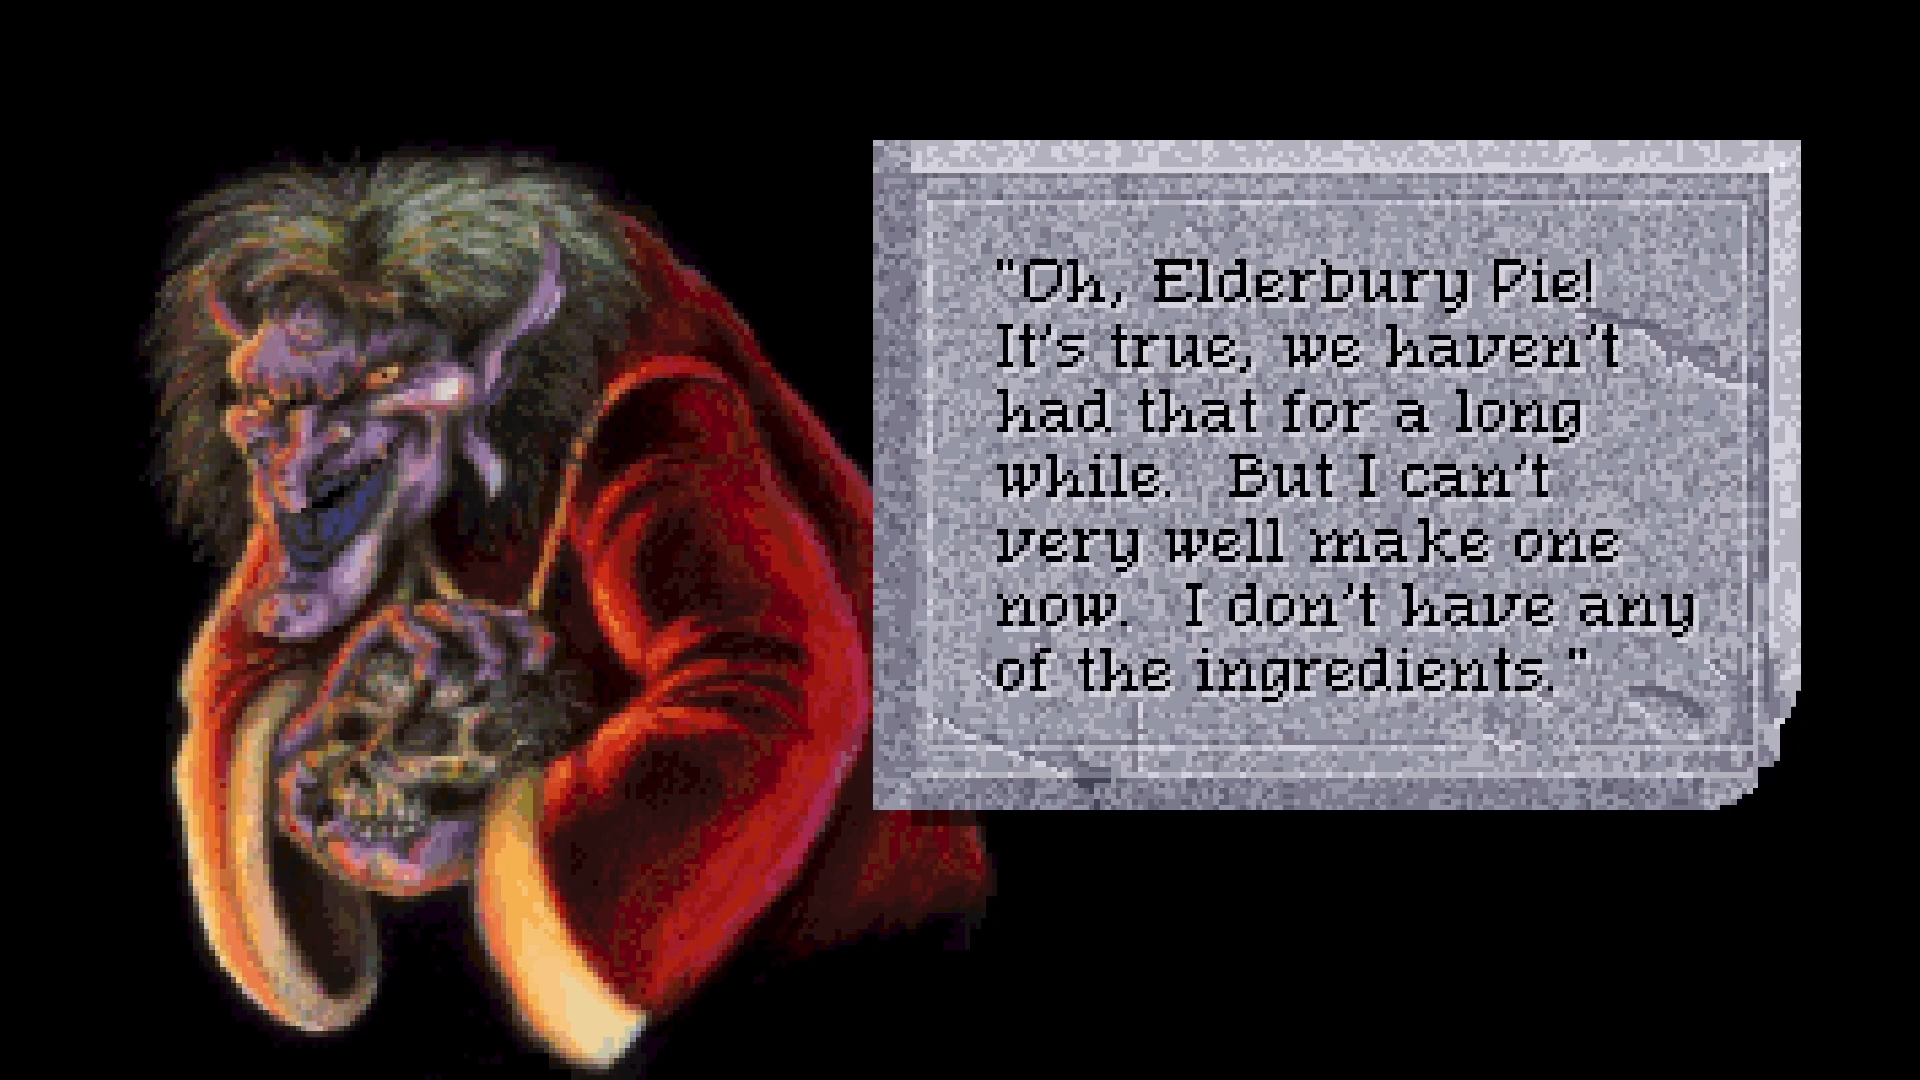 "Oh, Elderbury Pie!
It's true, we haven't
had that for a long
while.  But I can't
very well make one
now.  I don't have any
of the ingredients."